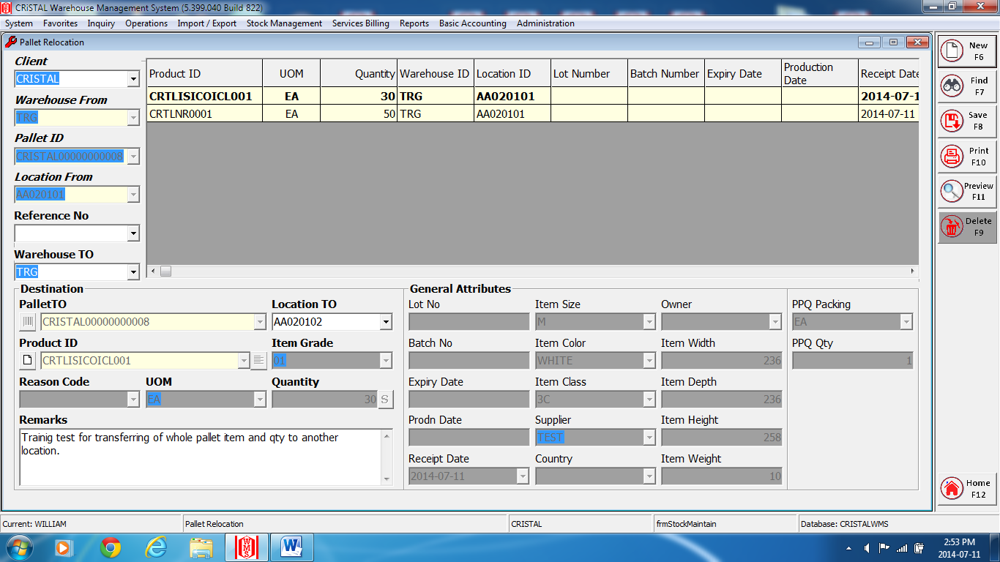 CRiSTAL Warehouse Management System (5.399.040 Build 822)
System Favorites Inquiry Operations Import / Export Stock Management Services Billing Reports Basic Accounting Administration
Pallet Relocation
Client
CRISTAL
Warehouse From
TRG
Pallet ID
CRISTAL00000000008
Location From
AA020101
Reference No
Warehouse TO
TRG
Product ID UOM Quantity Warehouse ID Location ID Lot Number Batch Number Expiry Date Production Date Receipt Date
CRTLISICOICL001 EA 30 TRG AA020101 2014-07-1
CRTLNR0001 EA 50 TRG AA020101 2014-07-11
Destination
PalletTO Location TO
CRISTAL00000000008 AA020102
Product ID Item Grade
CRTLISICOICL001 01
Reason Code UOM Quantity
EA 30 S
Remarks
Trainig test for transferring of whole pallet item and qty to another
location.
General Attributes
Lot No Item Size Owner PPQ Packing
M EA
Batch No Item Color Item Width PPQ Qty
WHITE 236 1
Expiry Date Item Class Item Depth
3C 236
Prodn Date Supplier Item Height
TEST 258
Receipt Date Country Item Weight
2014-07-11 10
New
F6
Find
F7
Save
F8
Print
F10
Preview
F11
Delete
F9
Home
F12
Current: WILLIAM Pallet Relocation CRISTAL frmStockMaintain Database: CRISTALWMS
WMS W 2:53 PM
2014-07-11